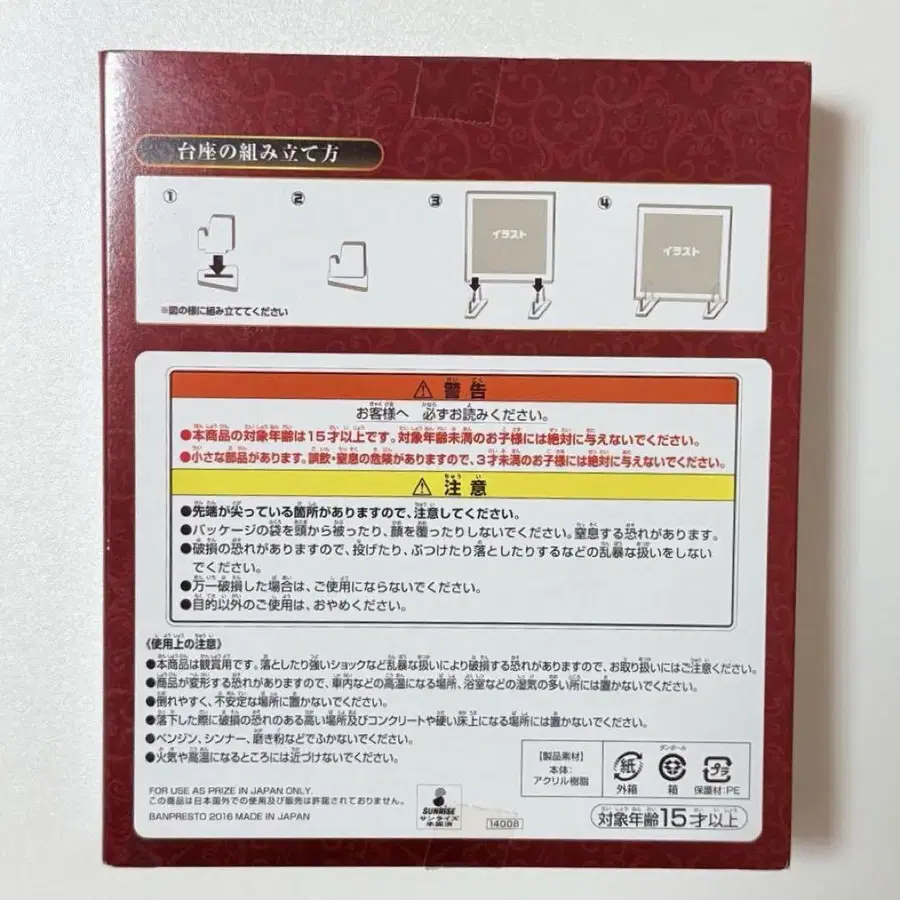 台座の組み立て方
1
2
3
4
イラスト
イラスト
※図の様に組み立ててください
⚠ 警告
お客様へ 必ずお読みください。
●本商品の対象年齢は15才以上です。対象年齢未満のお子様には絶対に与えないでください。
●小さな部品があります。誤飲・窒息の危険がありますので、3才未満のお子様には絶対に与えないでください。
⚠ 注意
●先端が尖っている箇所がありますので、注意してください。
●パッケージの袋を頭から被ったり、顔を覆ったりしないでください。窒息する恐れがあります。
●破損の恐れがありますので、投げたり、ぶつけたり落としたりするなどの乱暴な扱いをしない
でください。
●万一破損した場合は、ご使用にならないでください。
●目的以外のご使用は、おやめください。
《使用上の注意》
●本商品は観賞用です。落としたり強いショックなど乱暴な扱いにより破損する恐れがありますので、お取り扱いにはご注意ください。
●商品が変形する恐れがありますので、車内などの高温になる場所、浴室などの湿気の多い所には置かないでください。
●倒れやすく、不安定な場所に置かないでください。
●落下した際に破損の恐れのある高い場所及びコンクリートや硬い床上になる場所には置かないでください。
●ベンジン、シンナー、磨き粉などでふかないでください。
●火気や高温になるところには近づけないでください。
【製品素材】
本体:
アクリル樹脂
紙
外箱
ダンボール
箱
プラ
保護材:PE
FOR USE AS PRIZE IN JAPAN ONLY.
この商品は日本国外での使用及び販売は許諾されておりません。
BANPRESTO 2016 MADE IN JAPAN
SUNRISE
サンライズ
承認済
14008
対象年齢15才以上